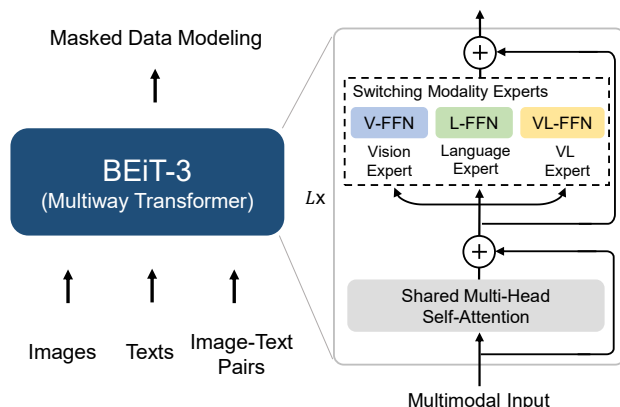 Masked Data Modeling
BEiT-3
(Multiway Transformer)
Images
Texts
Image-Text
Pairs
Lx
Switching Modality Experts
V-FFN
L-FFN
VL-FFN
Vision
Expert
Language
Expert
VL
Expert
Shared Multi-Head
Self-Attention
Multimodal Input